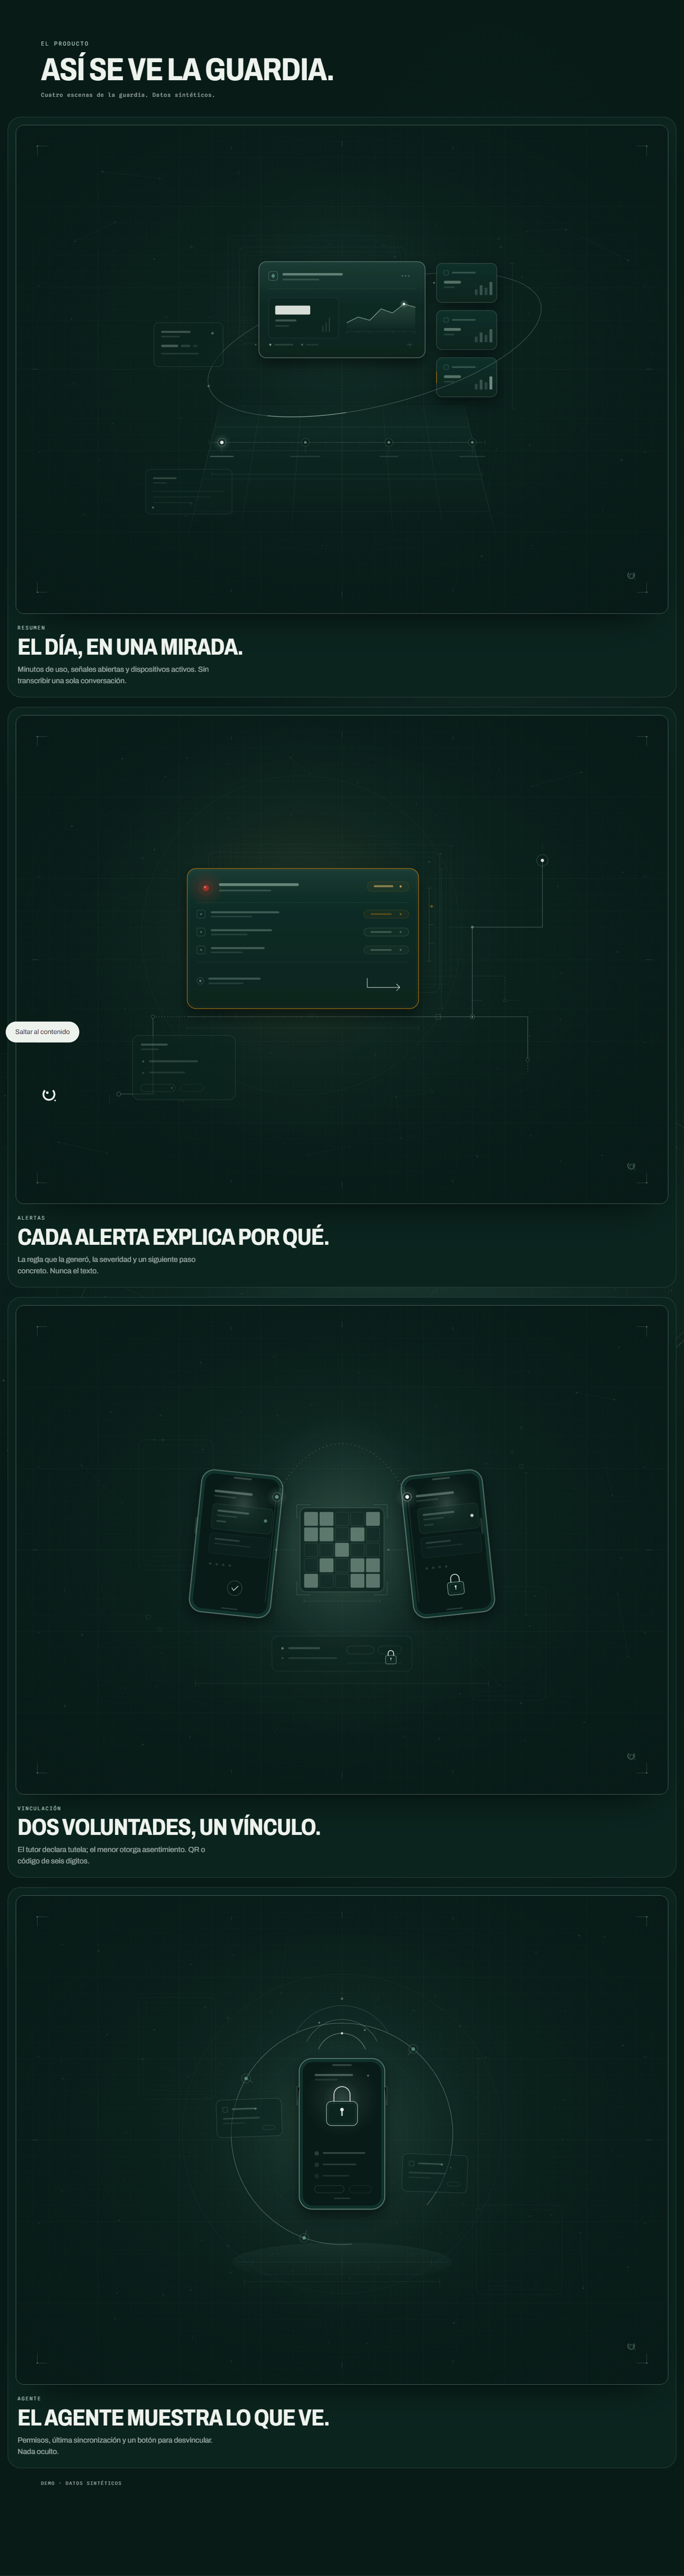 EL PRODUCTO
ASÍ SE VE LA GUARDIA.
Cuatro escenas de la guardia. Datos sintéticos.
RESUMEN
EL DÍA, EN UNA MIRADA.
Minutos de uso, señales abiertas y dispositivos activos. Sin
transcribir una sola conversación.
Saltar al contenido
ALERTAS
CADA ALERTA EXPLICA POR QUÉ.
La regla que la generó, la severidad y un siguiente paso
concreto. Nunca el texto.
VINCULACIÓN
DOS VOLUNTADES, UN VÍNCULO.
El tutor declara tutela; el menor otorga asentimiento. QR o
código de seis dígitos.
AGENTE
EL AGENTE MUESTRA LO QUE VE.
Permisos, última sincronización y un botón para desvincular.
Nada oculto.
DEMO · DATOS SINTÉTICOS